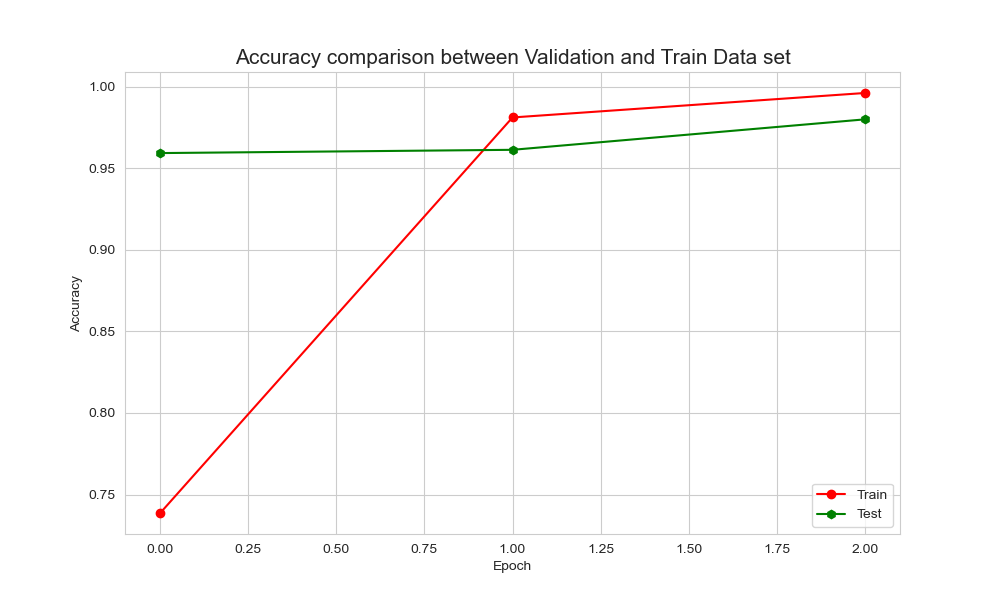 Accuracy comparison between Validation and Train Data set
1.00
0.95
0.90
0.85
0.80
0.75
Accuracy
0.00 0.25 0.50 0.75 1.00 1.25 1.50 1.75 2.00
Epoch
Train
Test